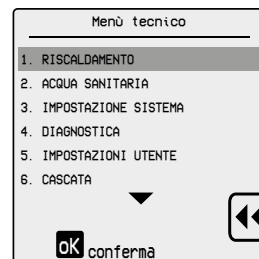 Menù tecnico
1. RISCALDAMENTO
2. ACQUA SANITARIA
3. IMPOSTAZIONE SISTEMA
4. DIAGNOSTICA
5. IMPOSTAZIONI UTENTE
6. CASCATA
OK conferma